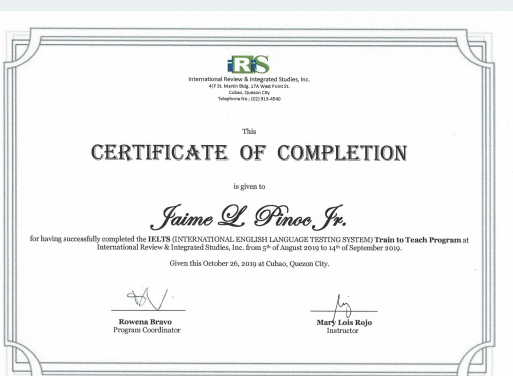 iRIS
International Review & Integrated Studies, Inc.
4|F St. Martin Bldg. 17A West Point St.
Cubao, Quezon City
Telephone No.: (02) 913-4540
This
CERTIFICATE OF COMPLETION
is given to
Jaime L. Pinoc Jr.
for having successfully completed the IELTS (INTERNATIONAL ENGLISH LANGUAGE TESTING SYSTEM) Train to Teach Program at
International Review & Integrated Studies, Inc. from 5th of August 2019 to 14th of September 2019.
Given this October 26, 2019 at Cubao, Quezon City.
Rowena Bravo
Program Coordinator
Mary Lois Rojo
Instructor